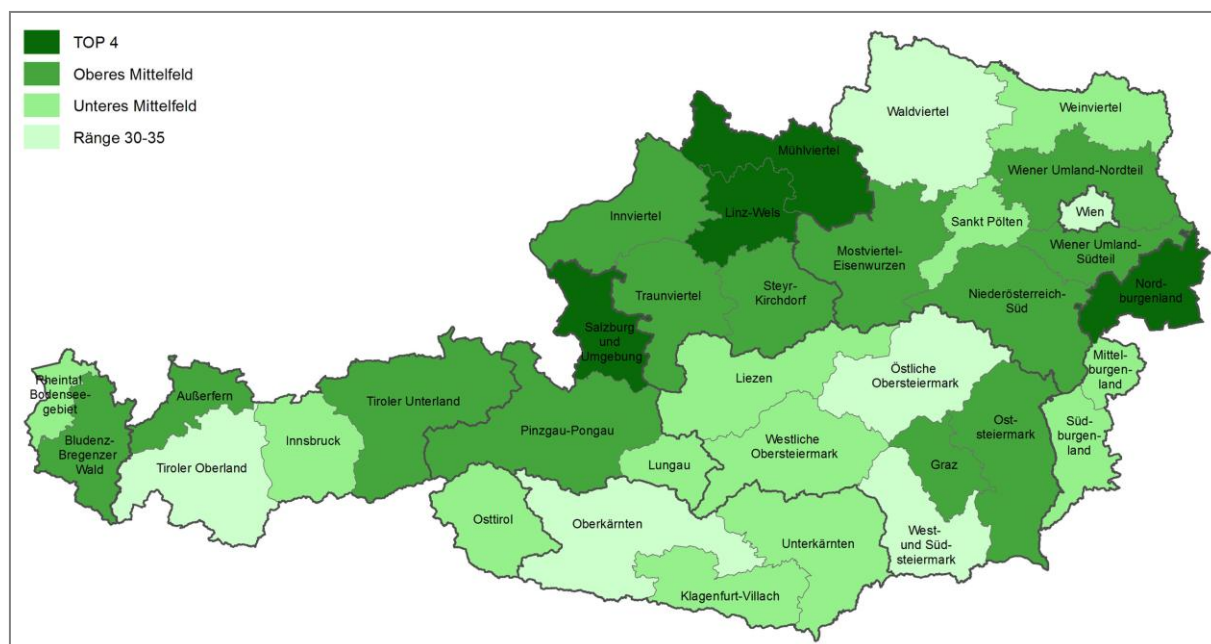 TOP 4
Oberes Mittelfeld
Unteres Mittelfeld
Ränge 30-35
Waldviertel
Weinviertel
Mühlviertel
Wiener Umland-Nordteil
Innviertel
Linz-Wels
Sankt Pölten
Wien
Mostviertel-
Eisenwurzen
Wiener Umland-
Südteil
Traunviertel
Steyr-
Kirchdorf
Niederösterreich-
Süd
Nord-
burgenland
Salzburg
und
Umgebung
Mittel-
burgen-
land
Rheintal
Bodensee-
gebiet
Außerfern
Tiroler Unterland
Liezen
Östliche
Obersteiermark
Bludenz-
Bregenzer
Wald
Innsbruck
Pinzgau-Pongau
Westliche
Obersteiermark
Ost-
steiermark
Süd-
burgen-
land
Tiroler Oberland
Lungau
Graz
Osttirol
Oberkärnten
Unterkärnten
West-
und Süd-
steiermark
Klagenfurt-Villach